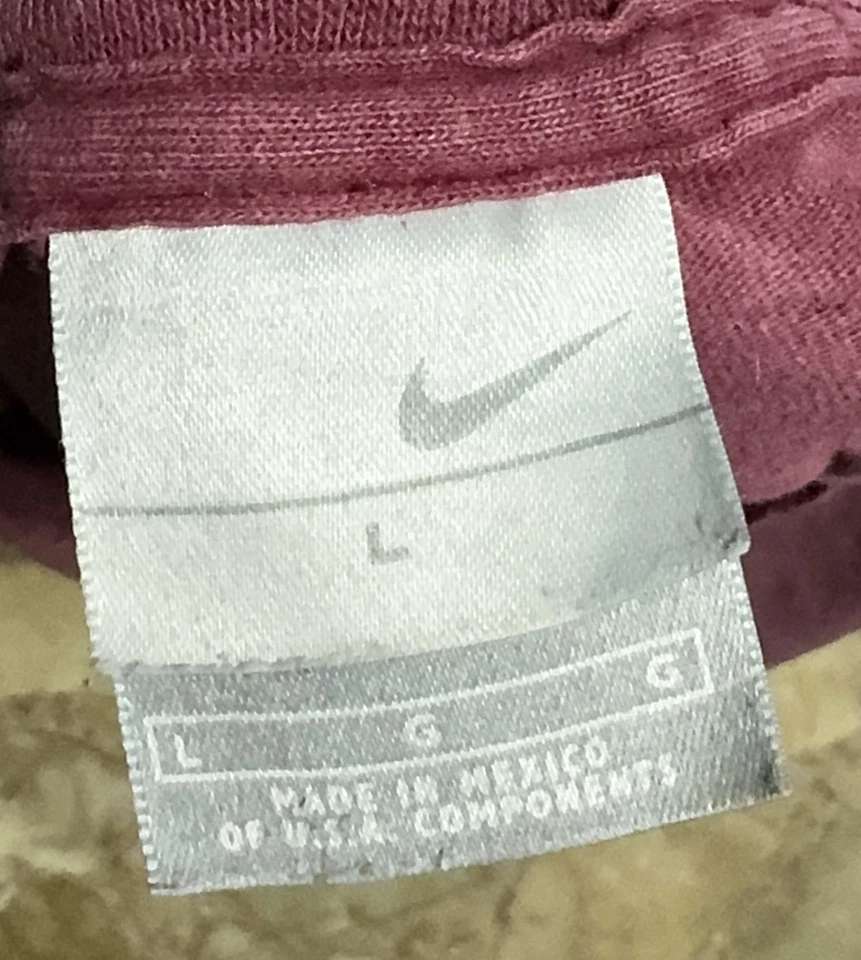 L
L G G
MADE IN MEXICO
OF U.S.A. COMPONENTS